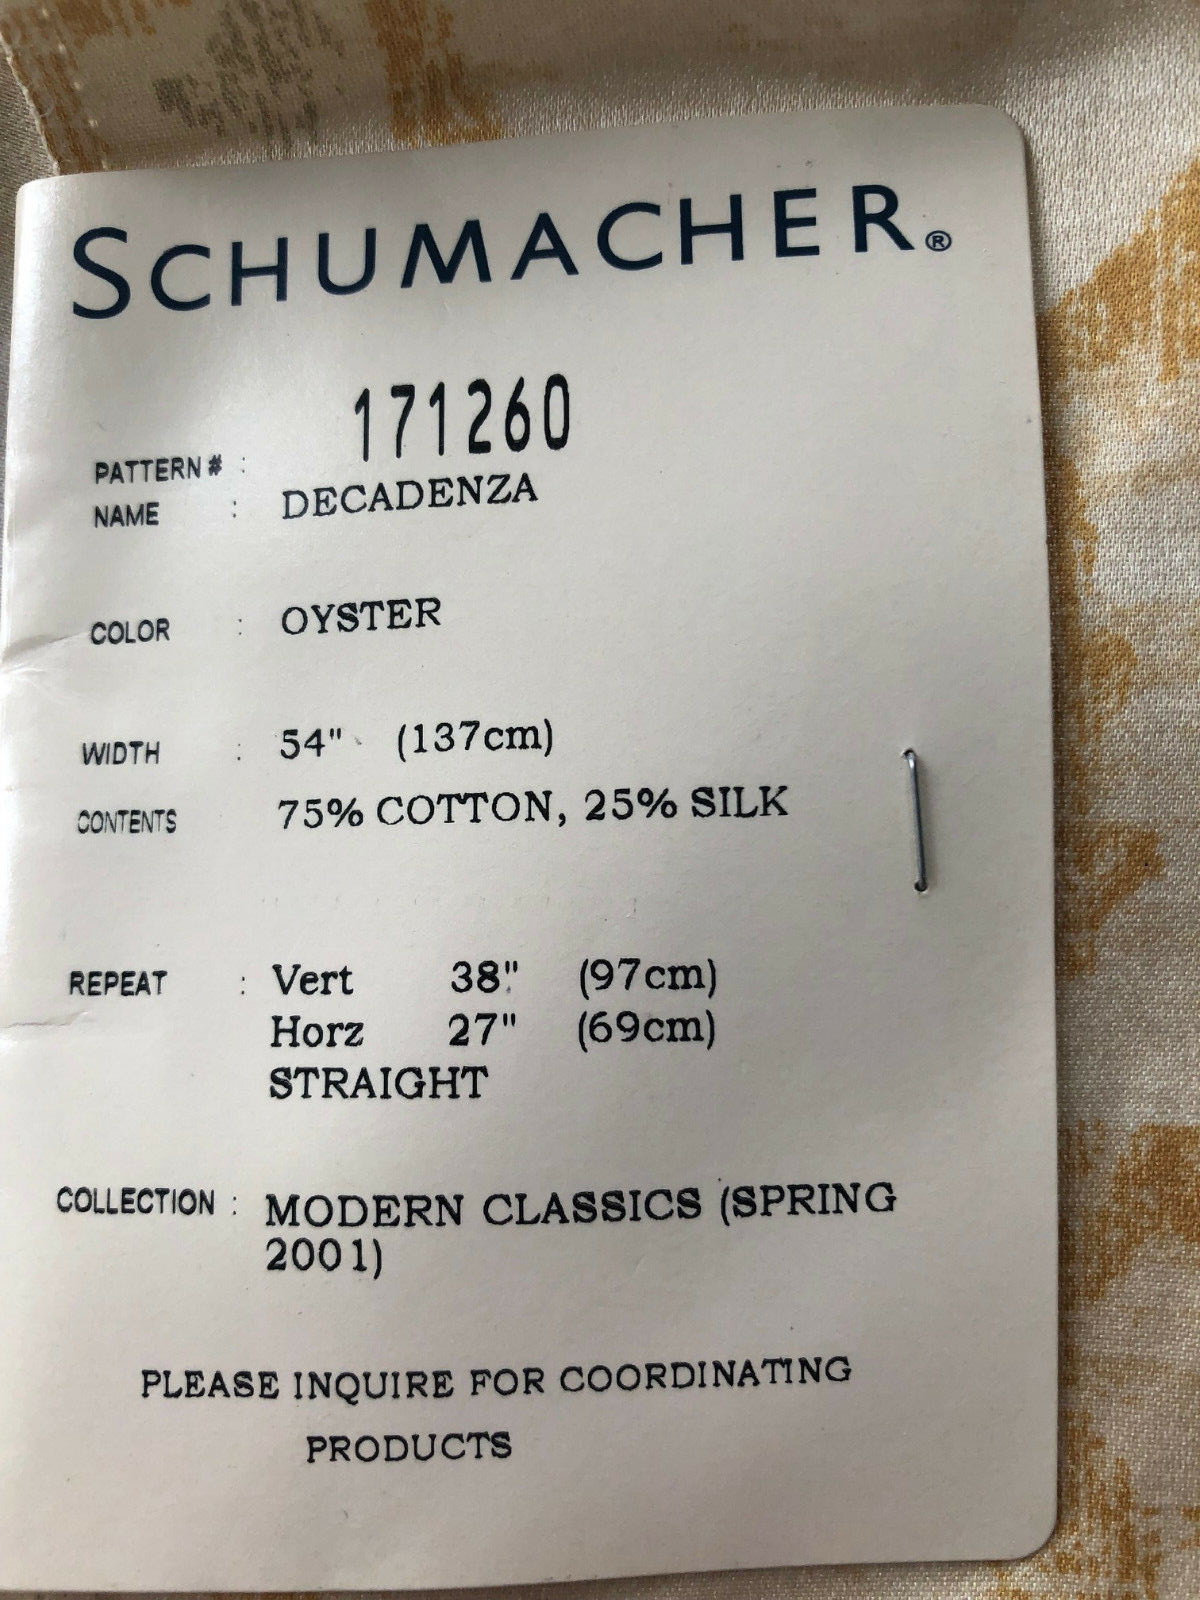 SCHUMACHER®
171260
PATTERN # :
NAME : DECADENZA
COLOR : OYSTER
WIDTH : 54" (137cm)
CONTENTS 75% COTTON, 25% SILK
REPEAT : Vert 38" (97cm)
Horz 27" (69cm)
STRAIGHT
COLLECTION : MODERN CLASSICS (SPRING
2001)
PLEASE INQUIRE FOR COORDINATING
PRODUCTS